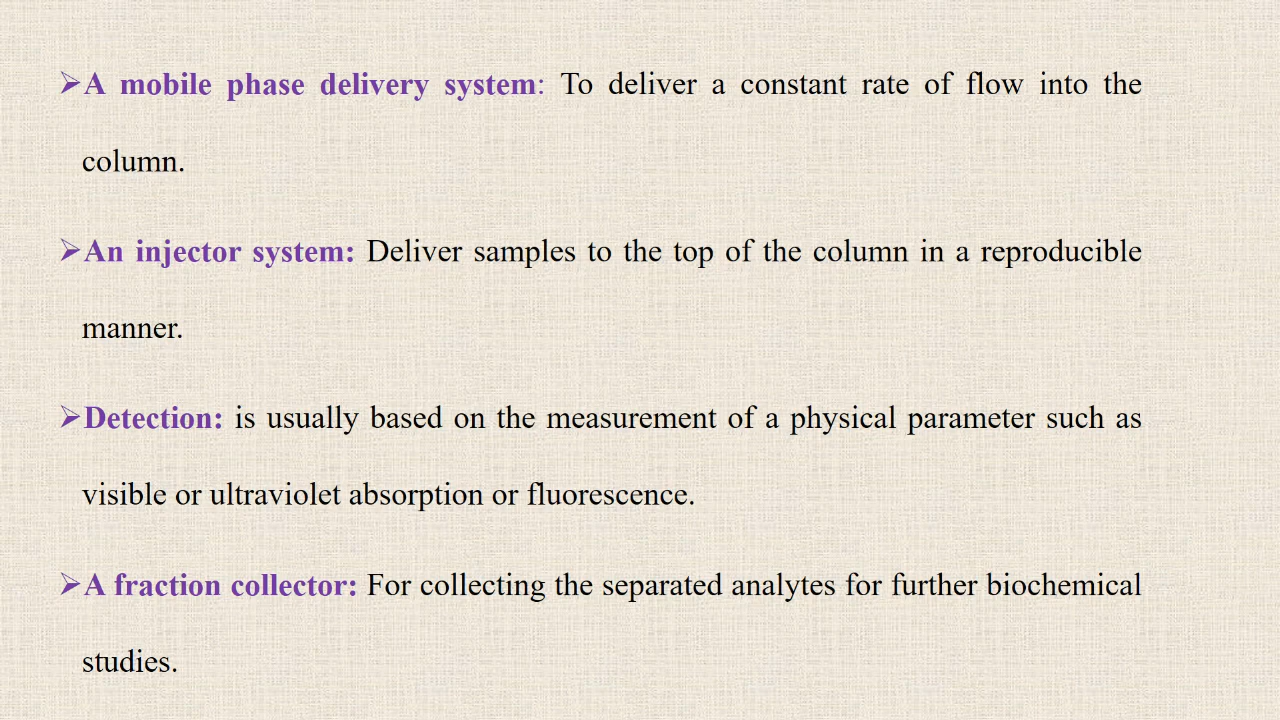 ➢A mobile phase delivery system: To deliver a constant rate of flow into the
column.
➢An injector system: Deliver samples to the top of the column in a reproducible
manner.
➢Detection: is usually based on the measurement of a physical parameter such as
visible or ultraviolet absorption or fluorescence.
➢A fraction collector: For collecting the separated analytes for further biochemical
studies.